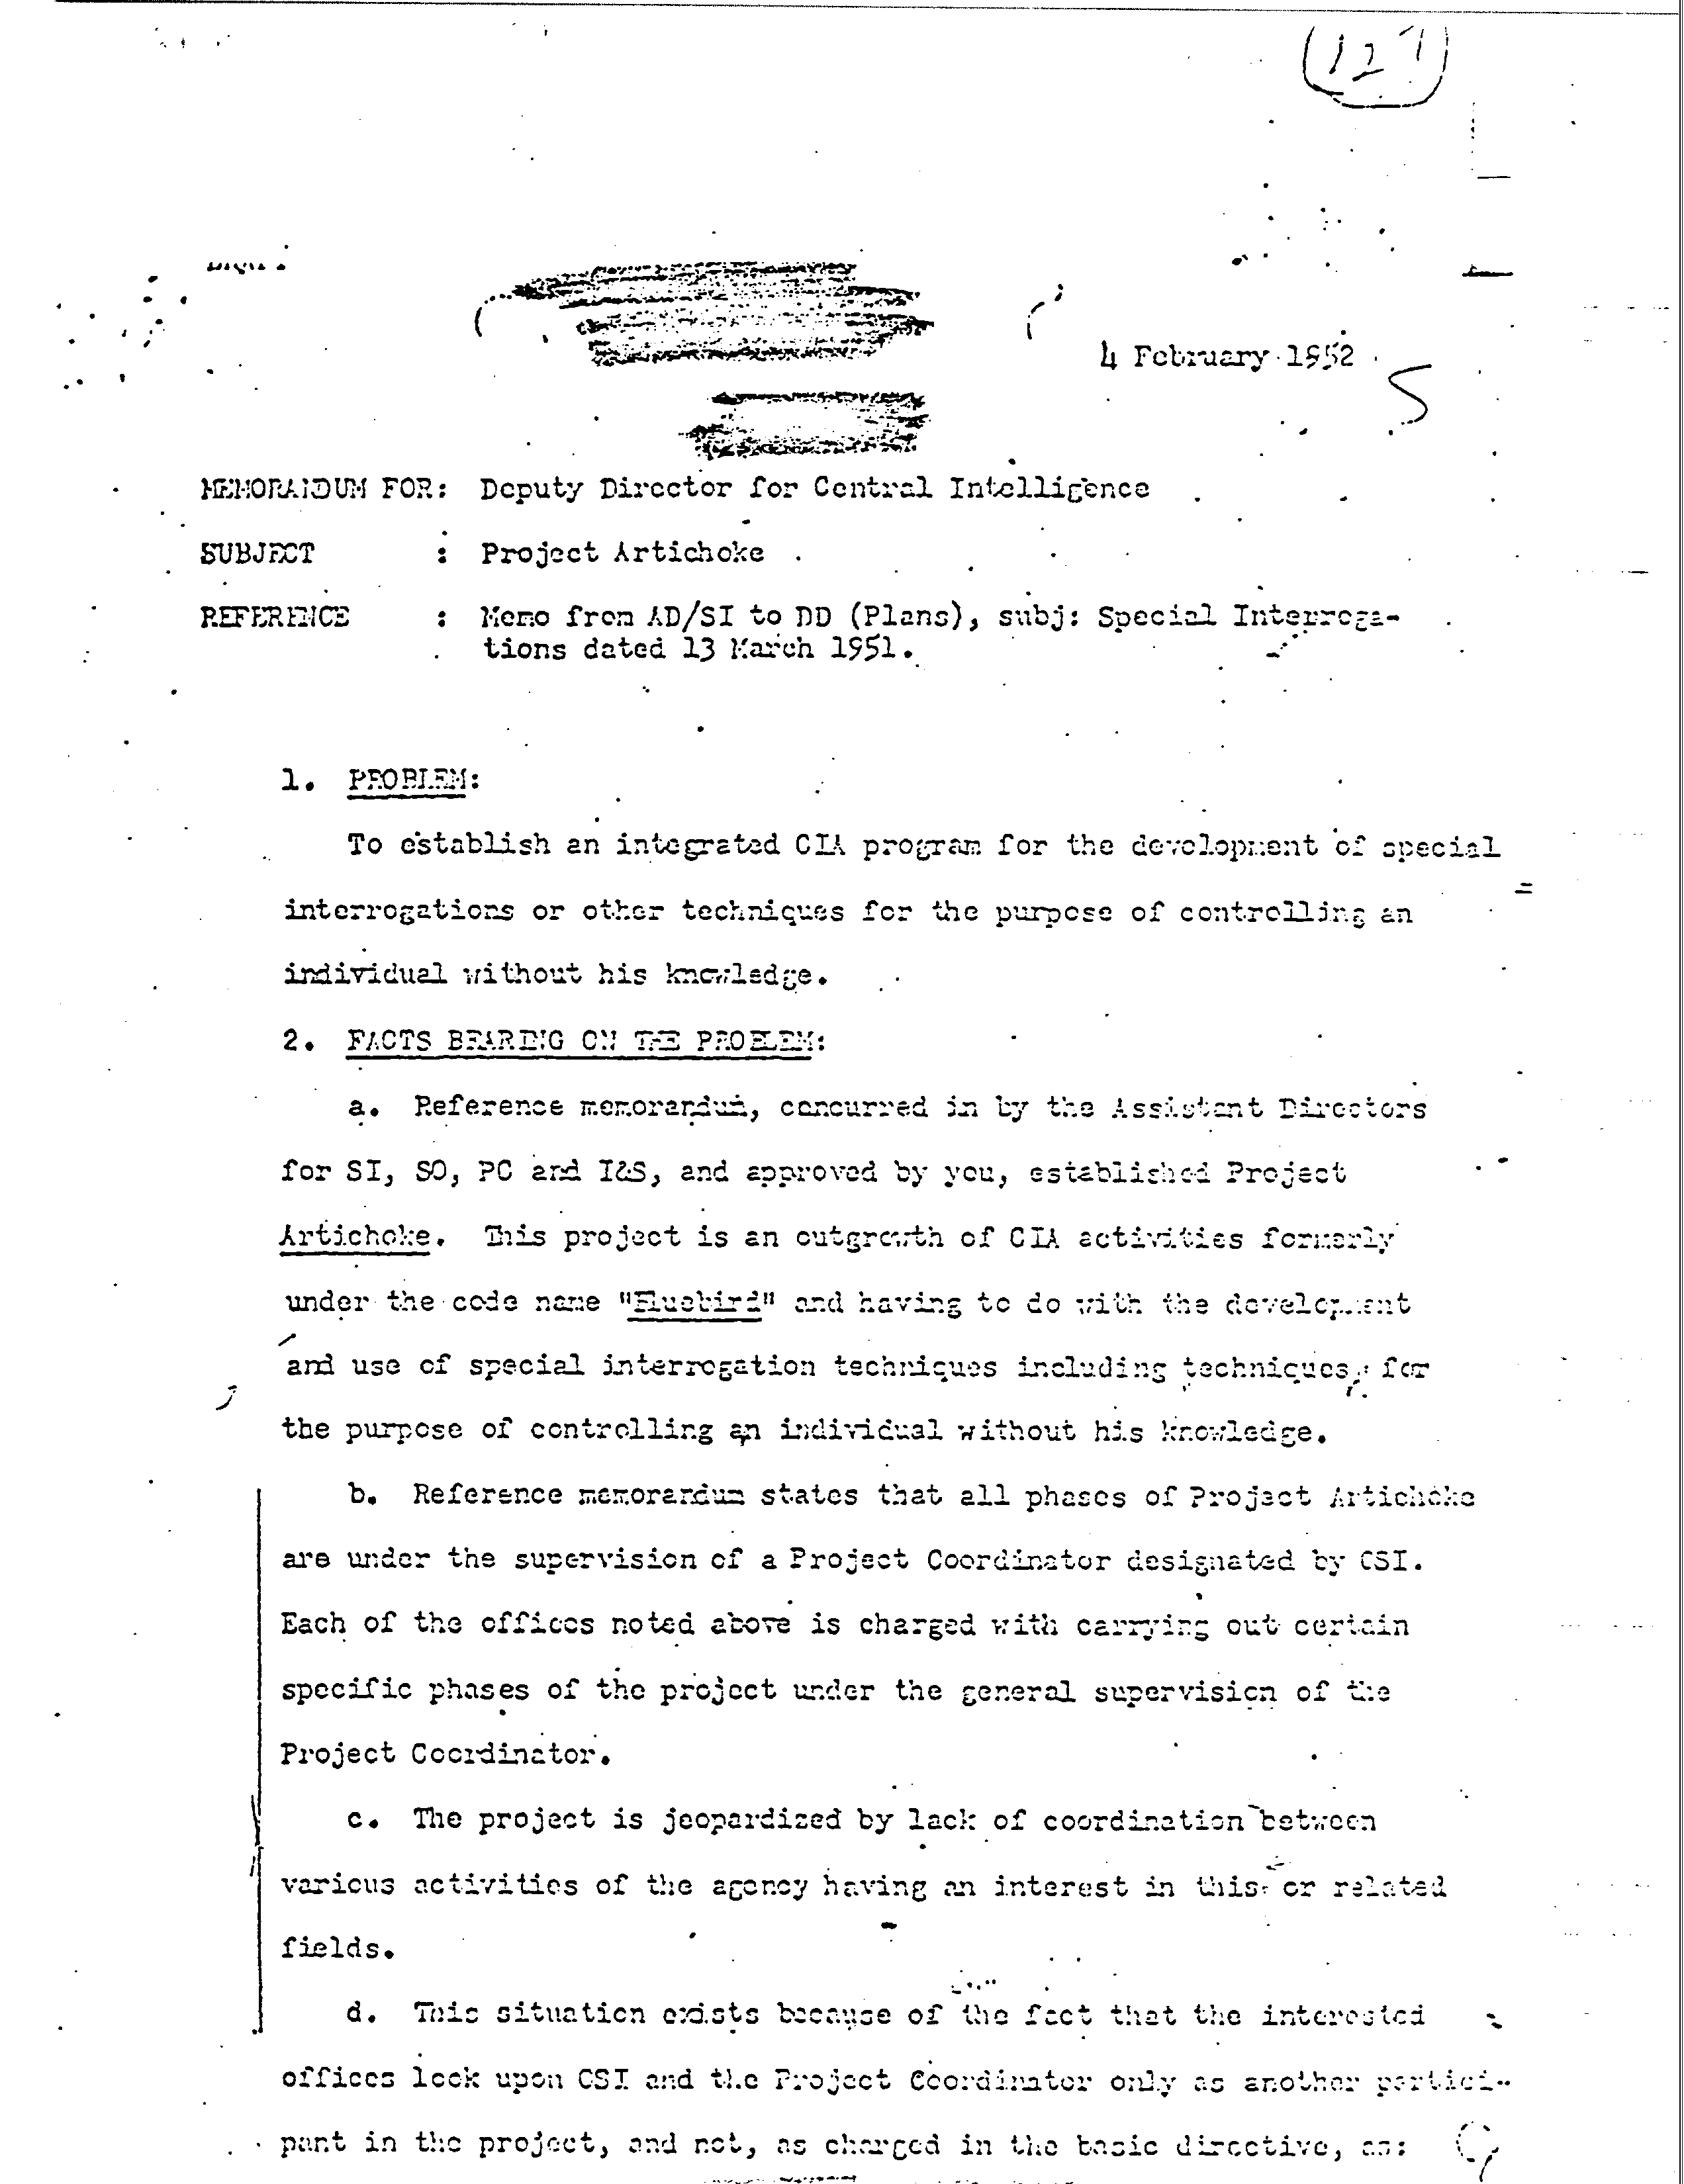 (127)
4 February 1952
5
MEMORANDUM FOR: Deputy Director for Central Intelligence
SUBJECT : Project Artichoke
REFERENCE : Memo from AD/SI to DD (Plans), subj: Special Interroga-
tions dated 13 March 1951.
1. PROBLEM:
To establish an integrated CIA program for the development of special
interrogations or other techniques for the purpose of controlling an
individual without his knowledge.
2. FACTS BEARING ON THE PROBLEM:
a. Reference memorandum, concurred in by the Assistant Directors
for SI, SO, PC and I&S, and approved by you, established Project
Artichoke. This project is an outgrowth of CIA activities formerly
under the code name "Bluebird" and having to do with the development
and use of special interrogation techniques including techniques, for
the purpose of controlling an individual without his knowledge.
b. Reference memorandum states that all phases of Project Artichoke
are under the supervision of a Project Coordinator designated by OSI.
Each of the offices noted above is charged with carrying out certain
specific phases of the project under the general supervision of the
Project Coordinator.
c. The project is jeopardized by lack of coordination between
various activities of the agency having an interest in this or related
fields.
d. This situation exists because of the fact that the interested
offices look upon OSI and the Project Coordinator only as another partici-
pant in the project, and not, as charged in the basic directive, as: